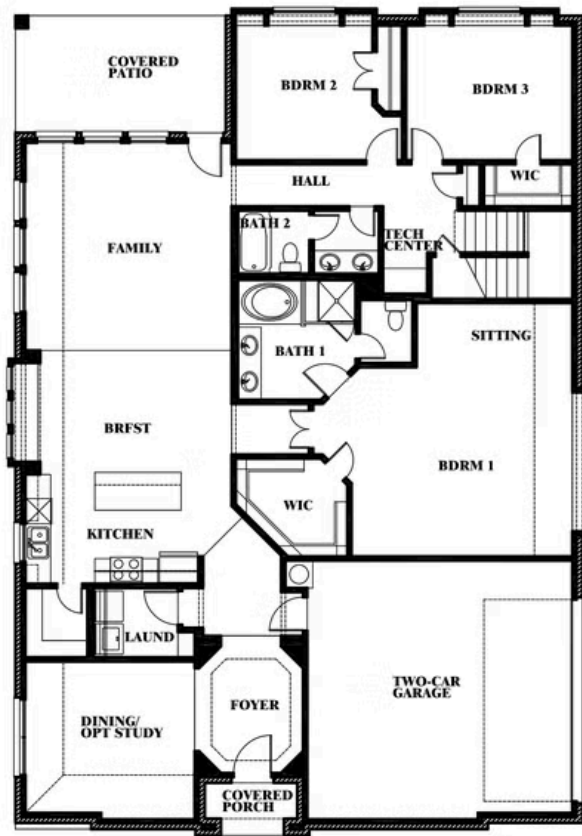 COVERED
PATIO
BDRM 2
BDRM 3
HALL
WIC
BATH 2
TECH
CENTER
FAMILY
SITTING
BATH 1
BRFST
BDRM 1
WIC
KITCHEN
LAUND
TWO-CAR
GARAGE
FOYER
DINING/
OPT STUDY
COVERED
PORCH